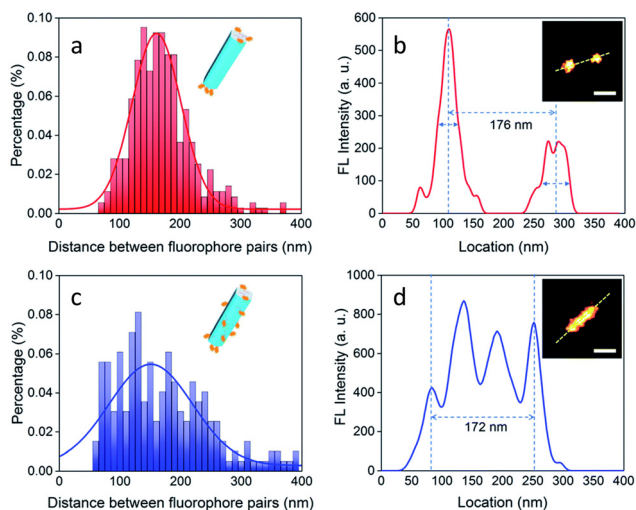 a
0.10
0.08
0.06
0.04
0.02
0.00
Percentage (%)
0 100 200 300 400
Distance between fluorophore pairs (nm)
b
600
500
400
300
200
100
0
FL Intensity (a. u.)
176 nm
0 50 100 150 200 250 300 350 400
Location (nm)
c
0.10
0.08
0.06
0.04
0.02
0.00
Percentage (%)
0 100 200 300 400
Distance between fluorophore pairs (nm)
d
1000
800
600
400
200
0
FL Intensity (a. u.)
172 nm
0 50 100 150 200 250 300 350 400
Location (nm)